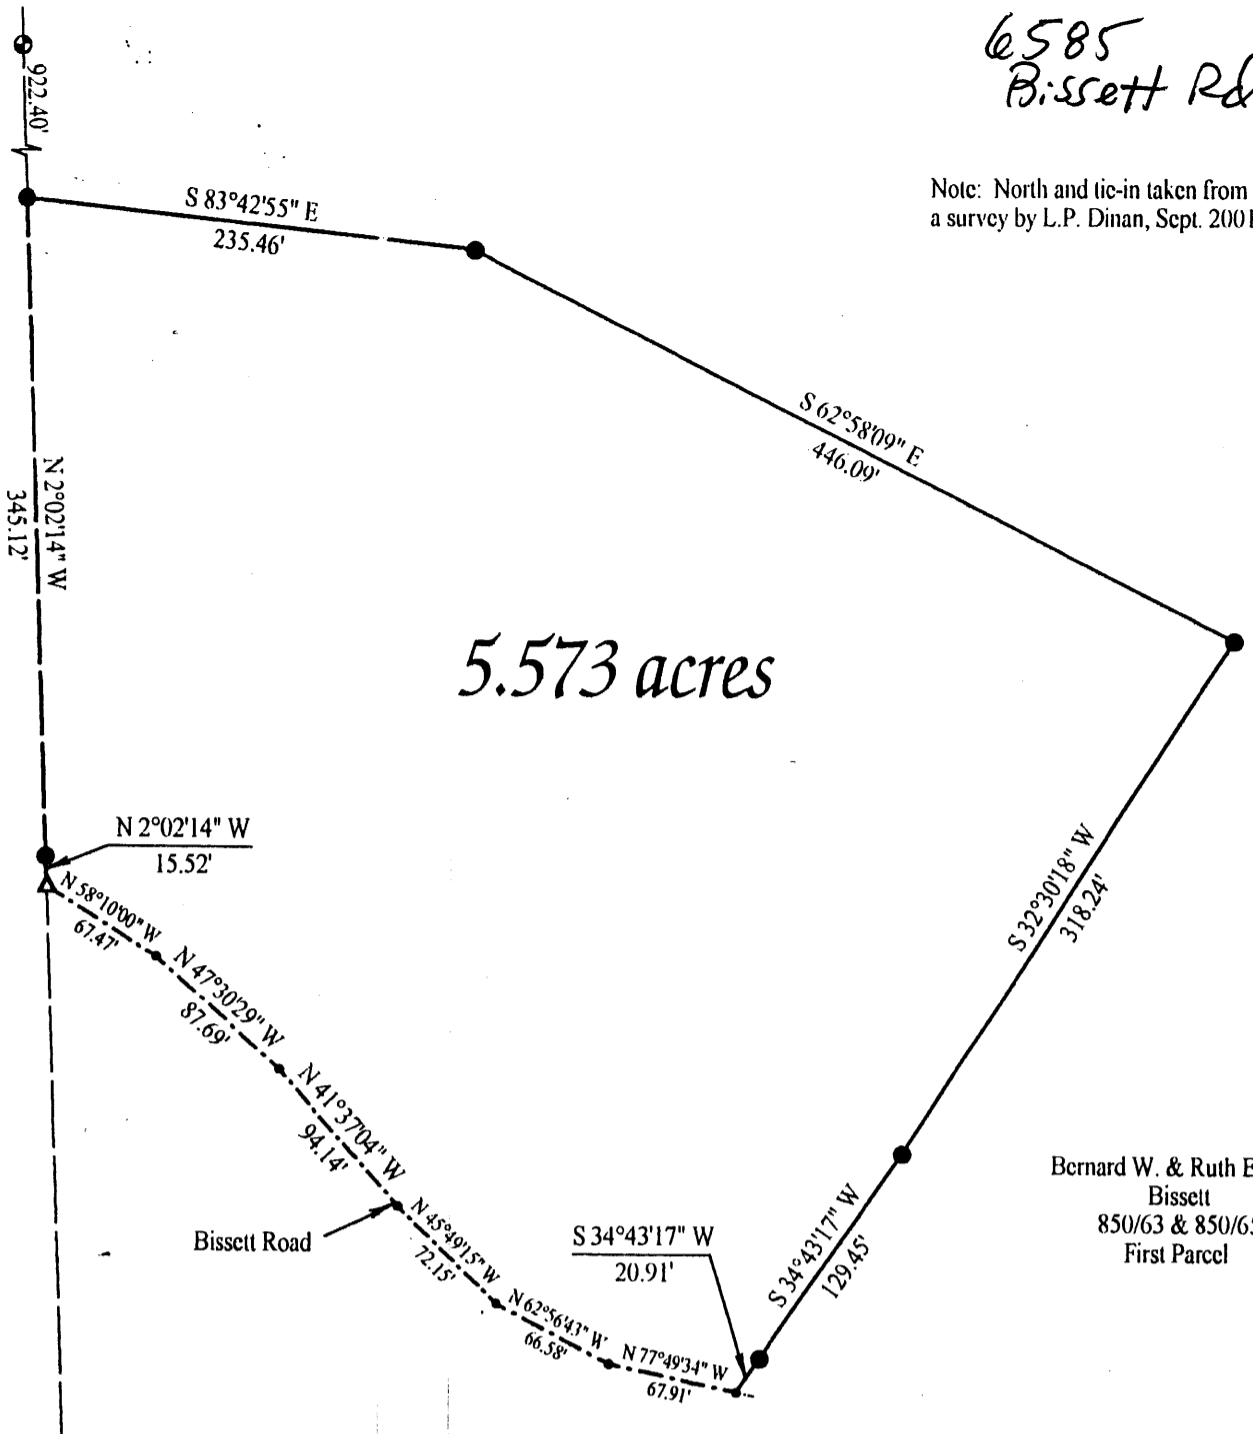 6585
Bissett Rd
922.40'
Note: North and tie-in taken from
a survey by L.P. Dinan, Sept. 2001
S 83°42'55" E
235.46'
S 62°58'09" E
446.09'
N 2°02'14" W
345.12'
5.573 acres
N 2°02'14" W
15.52'
N 58°10'00" W
67.47'
N 47°30'29" W
87.69'
N 41°37'04" W
94.14'
S 32°30'18" W
318.24'
Bissett Road
N 45°49'15" W
72.15'
S 34°43'17" W
20.91'
S 34°43'17" W
129.45'
N 62°56'43" W
66.58'
N 77°49'34" W
67.91'
Bernard W. & Ruth E
Bissett
850/63 & 850/65
First Parcel